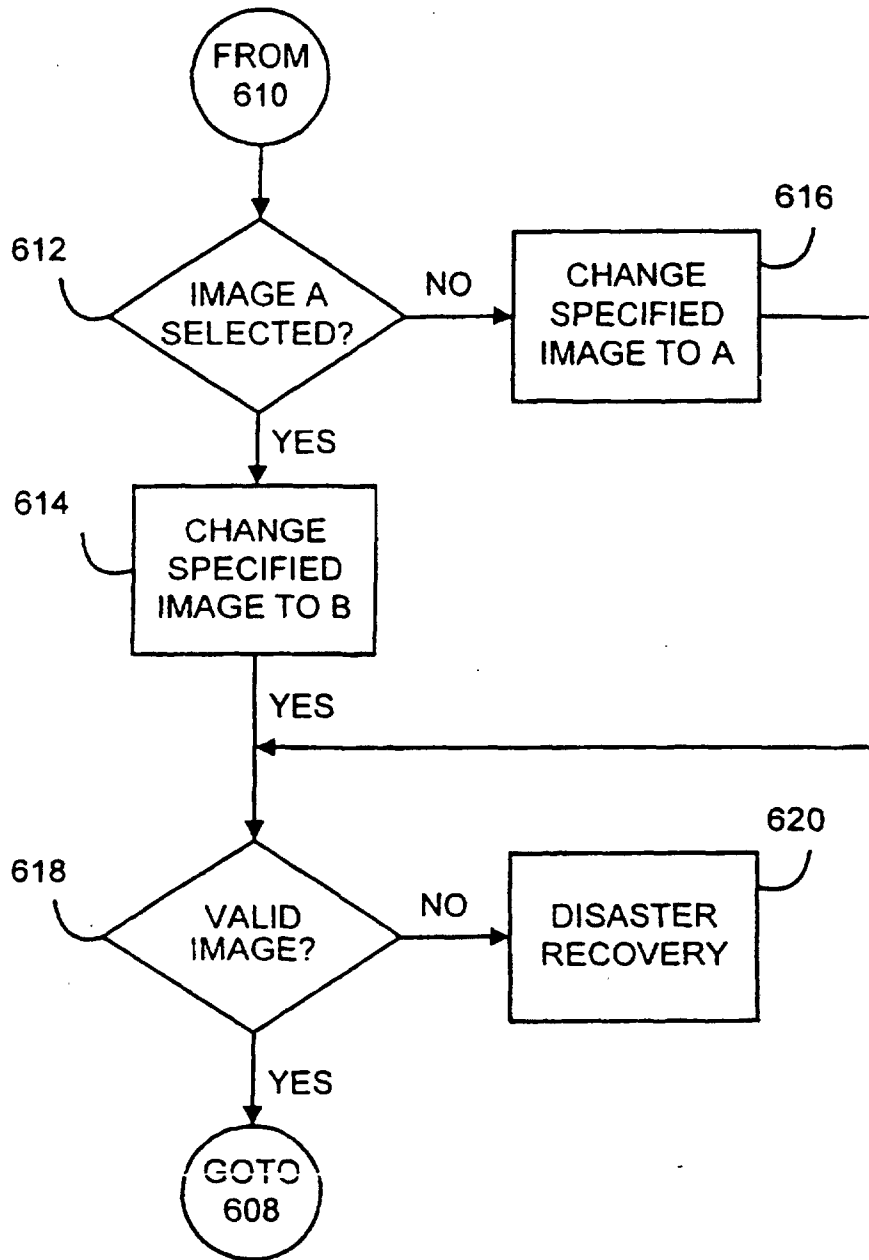 FROM
610
612
IMAGE A
SELECTED?
NO
616
CHANGE
SPECIFIED
IMAGE TO A
YES
614
CHANGE
SPECIFIED
IMAGE TO B
YES
618
VALID
IMAGE?
NO
620
DISASTER
RECOVERY
YES
GOTO
608